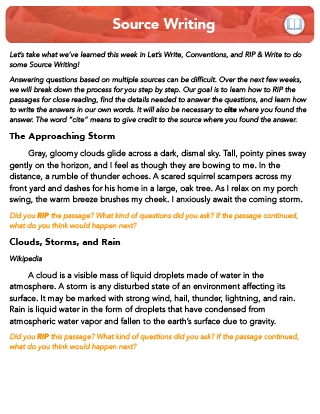 Source Writing
Let's take what we've learned this week in Let's Write, Conventions, and RIP & Write to do
some Source Writing!
Answering questions based on multiple sources can be difficult. Over the next few weeks,
we will break down the process for you step by step. Our goal is to learn how to RIP the
passages for close reading, find the details needed to answer the questions, and learn how
to write the answers in our own words. It will also be necessary to cite where you found the
answer. The word "cite" means to give credit to the source where you found the answer.
The Approaching Storm
Gray, gloomy clouds glide across a dark, dismal sky. Tall, pointy pines sway
gently on the horizon, and I feel as though they are bowing to me. In the
distance, a rumble of thunder echoes. A scared squirrel scampers across my
front yard and dashes for his home in a large, oak tree. As I relax on my porch
swing, the warm breeze brushes my cheek. I anxiously await the coming storm.
Did you RIP the passage? What kind of questions did you ask? If the passage continued,
what do you think would happen next?
Clouds, Storms, and Rain
Wikipedia
A cloud is a visible mass of liquid droplets made of water in the
atmosphere. A storm is any disturbed state of an environment affecting its
surface. It may be marked with strong wind, hail, thunder, lightning, and rain.
Rain is liquid water in the form of droplets that have condensed from
atmospheric water vapor and fallen to the earth's surface due to gravity.
Did you RIP this passage? What kind of questions did you ask? If the passage continued,
what do you think would happen next?